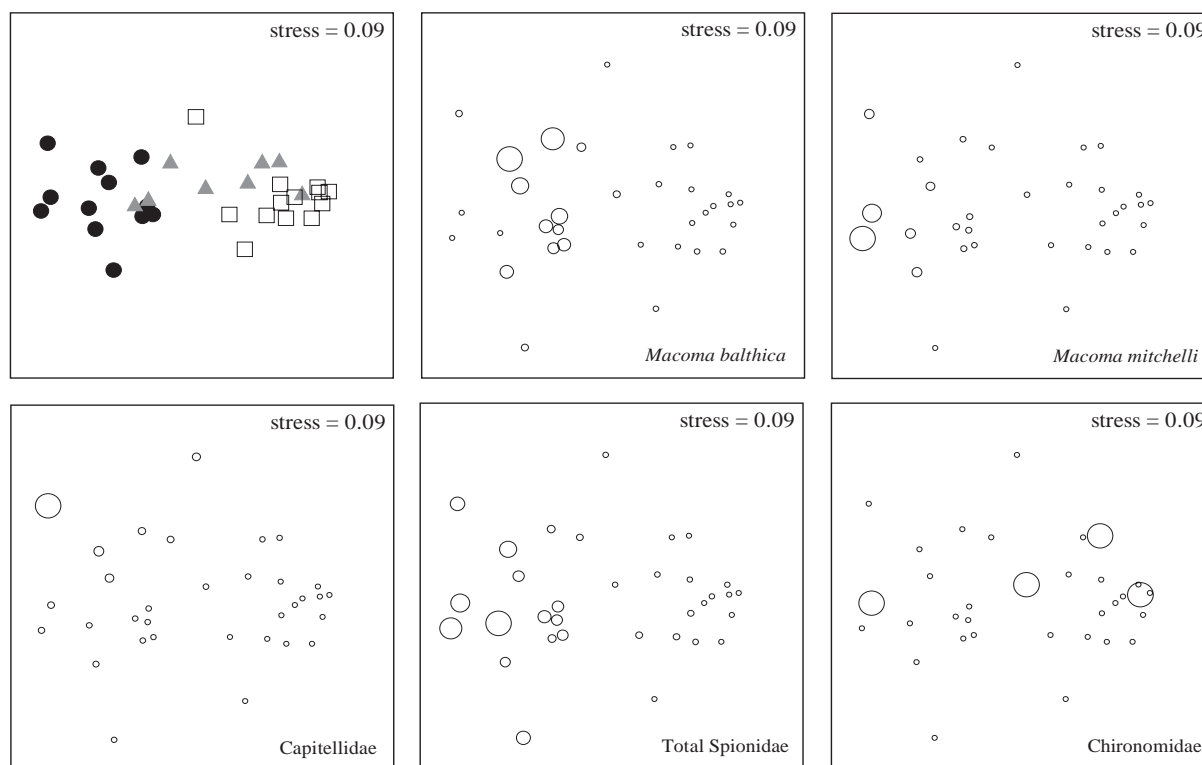 stress = 0.09
stress = 0.09
stress = 0.09
Macoma balthica
Macoma mitchelli
stress = 0.09
stress = 0.09
stress = 0.09
Capitellidae
Total Spionidae
Chironomidae